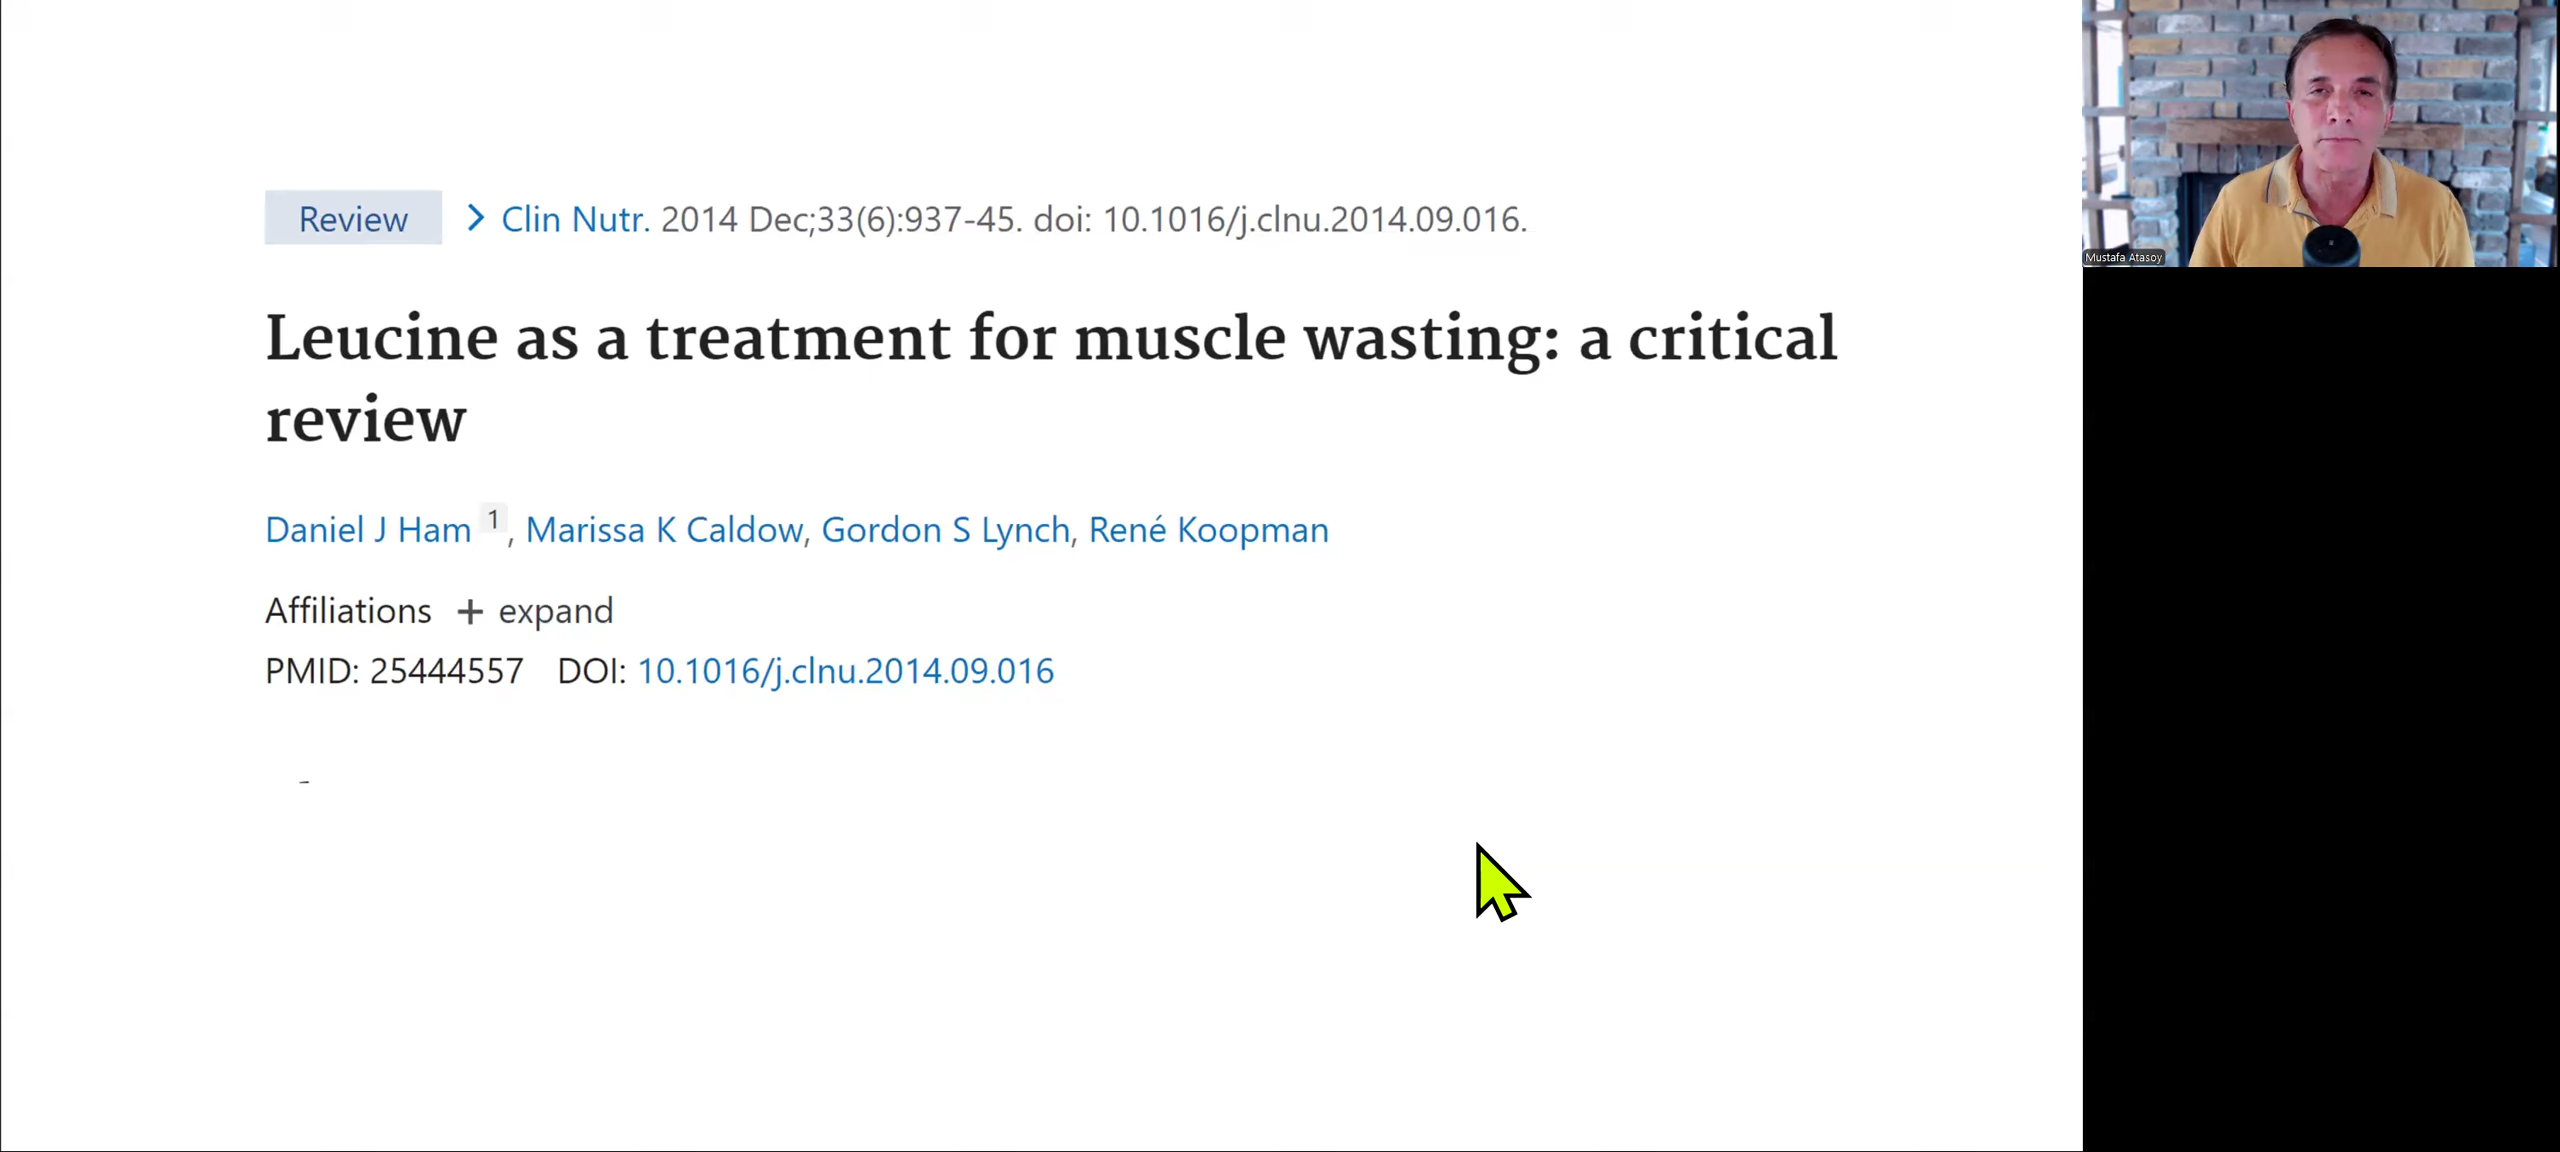 Review > Clin Nutr. 2014 Dec;33(6):937-45. doi: 10.1016/j.clnu.2014.09.016.
Leucine as a treatment for muscle wasting: a critical
review
Daniel J Ham 1, Marissa K Caldow, Gordon S Lynch, René Koopman
Affiliations + expand
PMID: 25444557 DOI: 10.1016/j.clnu.2014.09.016
Mustafa Atasoy